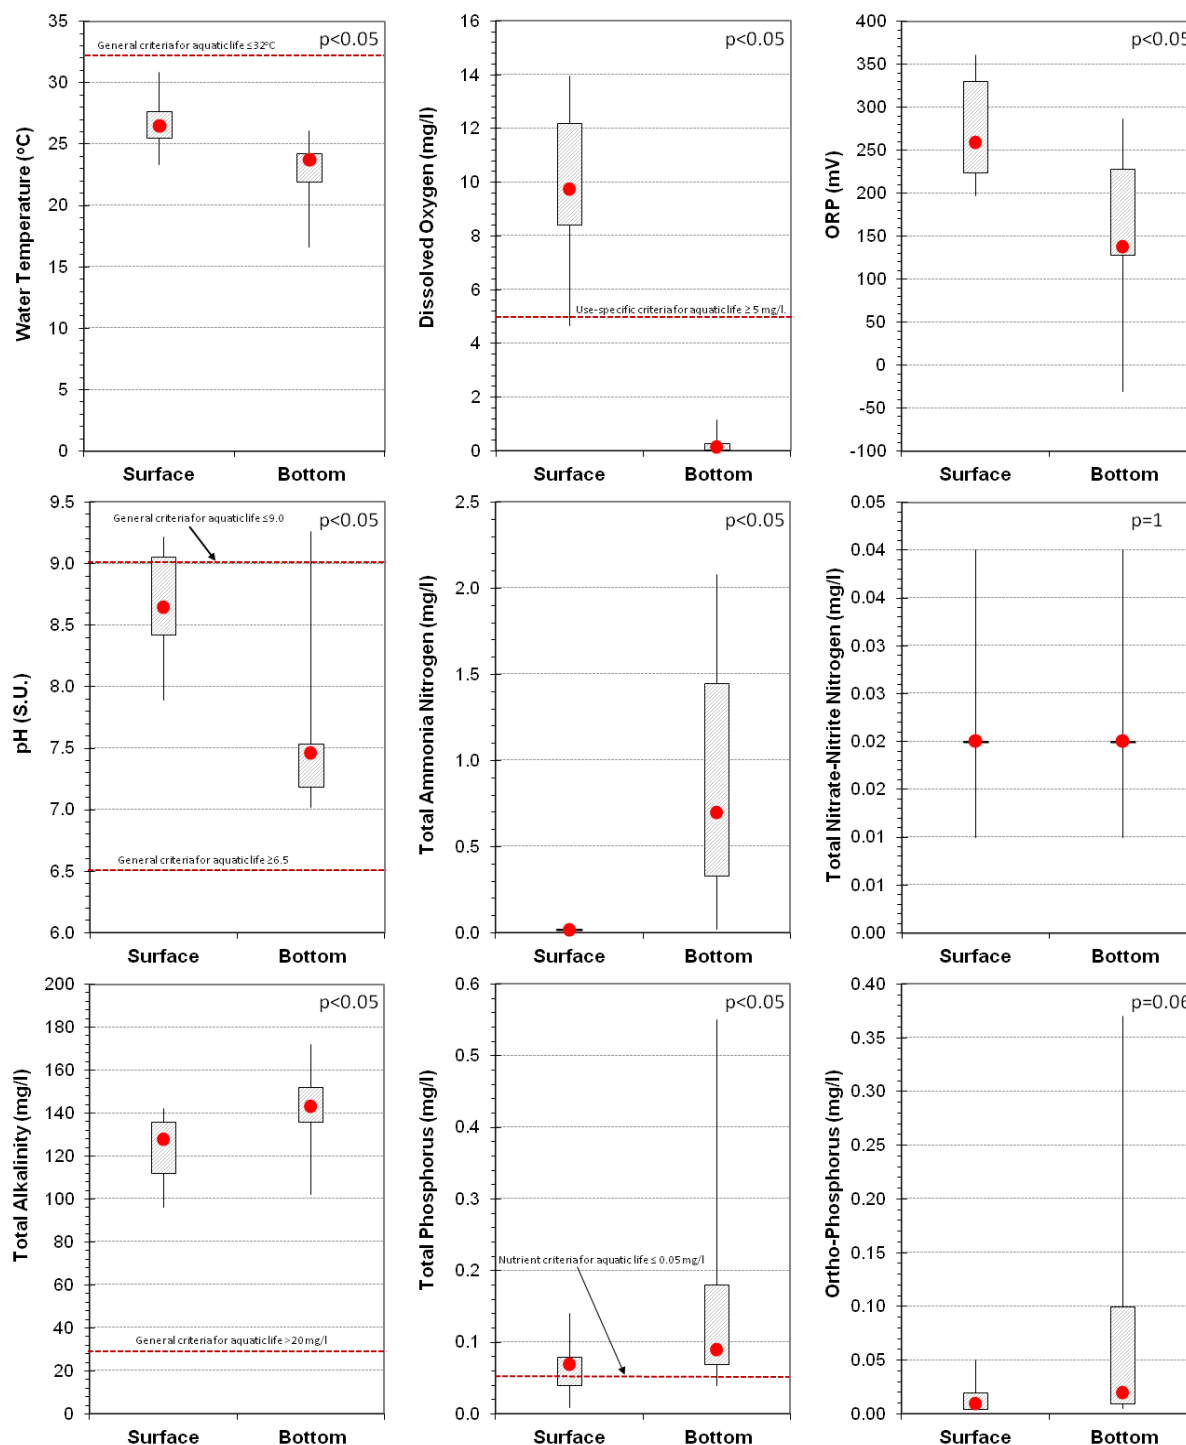 Water Temperature (°C)
35
30
25
20
15
10
5
0
General criteria for aquatic life ≤32°C
p<0.05
Surface
Bottom
Dissolved Oxygen (mg/l)
16
14
12
10
8
6
4
2
0
p<0.05
Use-specific criteria for aquatic life ≥ 5 mg/l.
Surface
Bottom
ORP (mV)
400
350
300
250
200
150
100
50
0
-50
-100
p<0.05
Surface
Bottom
pH (S.U.)
9.5
9.0
8.5
8.0
7.5
7.0
6.5
6.0
General criteria for aquatic life ≤9.0
p<0.05
General criteria for aquatic life ≥6.5
Surface
Bottom
Total Ammonia Nitrogen (mg/l)
2.5
2.0
1.5
1.0
0.5
0.0
p<0.05
Surface
Bottom
Total Nitrate-Nitrite Nitrogen (mg/l)
0.05
0.04
0.04
0.03
0.03
0.02
0.02
0.01
0.01
0.00
p=1
Surface
Bottom
Total Alkalinity (mg/l)
200
180
160
140
120
100
80
60
40
20
0
p<0.05
General criteria for aquatic life >20 mg/l
Surface
Bottom
Total Phosphorus (mg/l)
0.6
0.5
0.4
0.3
0.2
0.1
0.0
p<0.05
Nutrient criteria for aquatic life ≤ 0.05 mg/l
Surface
Bottom
Ortho-Phosphorus (mg/l)
0.40
0.35
0.30
0.25
0.20
0.15
0.10
0.05
0.00
p=0.06
Surface
Bottom